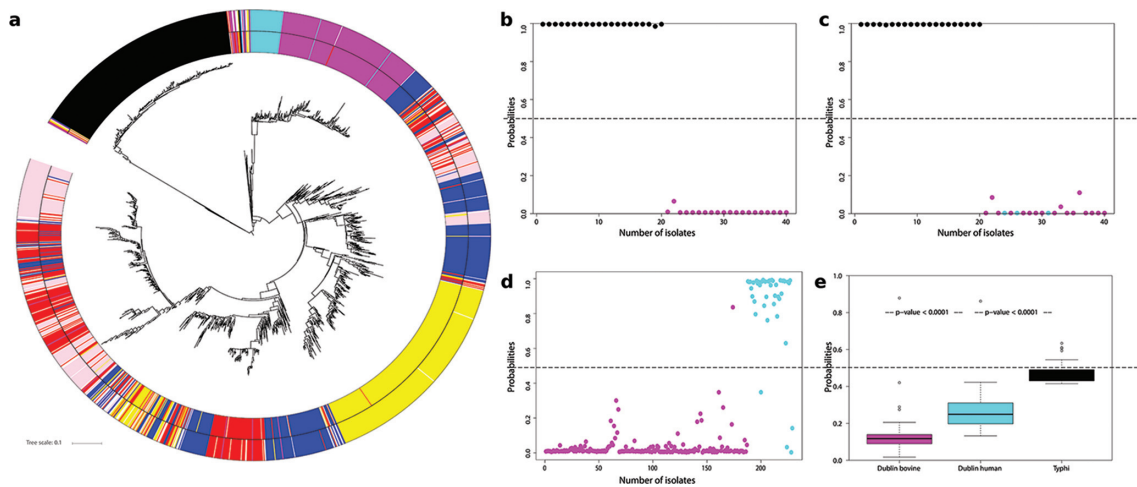 a
Tree scale: 0.1
b
Probabilities
1.0
0.8
0.6
0.4
0.2
0.0
0 10 20 30 40
Number of isolates
c
Probabilities
1.0
0.8
0.6
0.4
0.2
0.0
0 10 20 30 40
Number of isolates
d
Probabilities
1.0
0.8
0.6
0.4
0.2
0.0
0 50 100 150 200
Number of isolates
e
Probabilities
1.0
0.8
0.6
0.4
0.2
0.0
p-value < 0.0001 p-value < 0.0001
Dublin bovine Dublin human Typhi